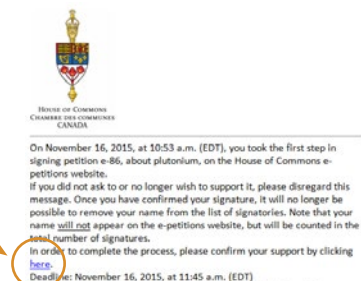 HOUSE OF COMMONS
CHAMBRE DES COMMUNES
CANADA
On November 16, 2015, at 10:53 a.m. (EDT), you took the first step in
signing petition e-86, about plutonium, on the House of Commons e-
petitions website.
If you did not ask to or no longer wish to support it, please disregard this
message. Once you have confirmed your signature, it will no longer be
possible to remove your name from the list of signatories. Note that your
name will not appear on the e-petitions website, but will be counted in the
total number of signatures.
In order to complete the process, please confirm your support by clicking
here.
Deadline: November 16, 2015, at 11:45 a.m. (EDT)